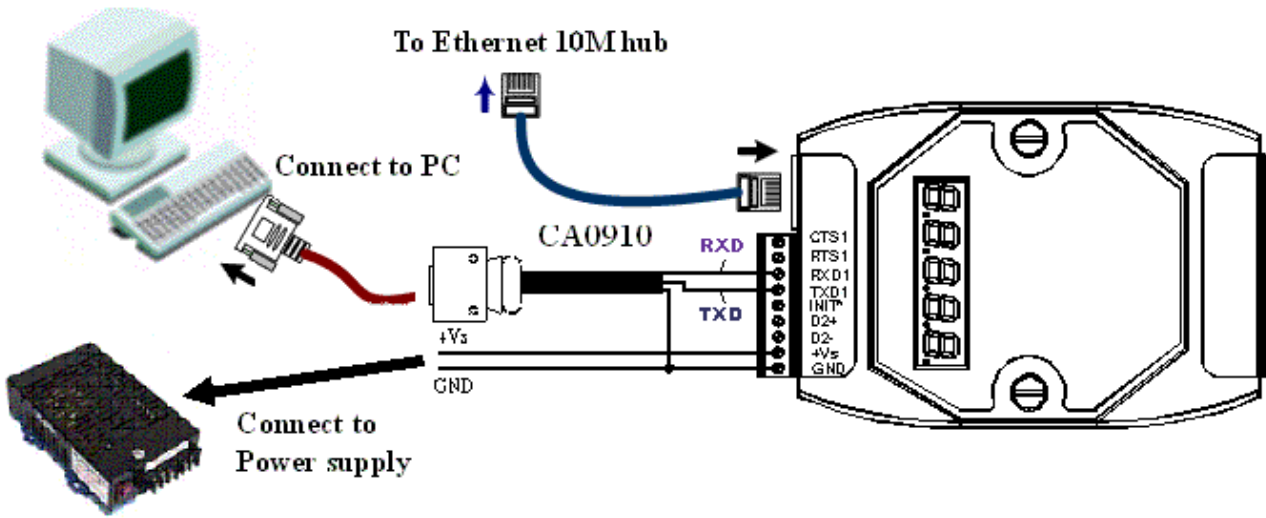 To Ethernet 10M hub
Connect to PC
CA0910
RXD
TXD
CTS1
RTS1
RXD1
TXD1
INIT*
D2+
D2-
+Vs
GND
+Vs
GND
Connect to
Power supply